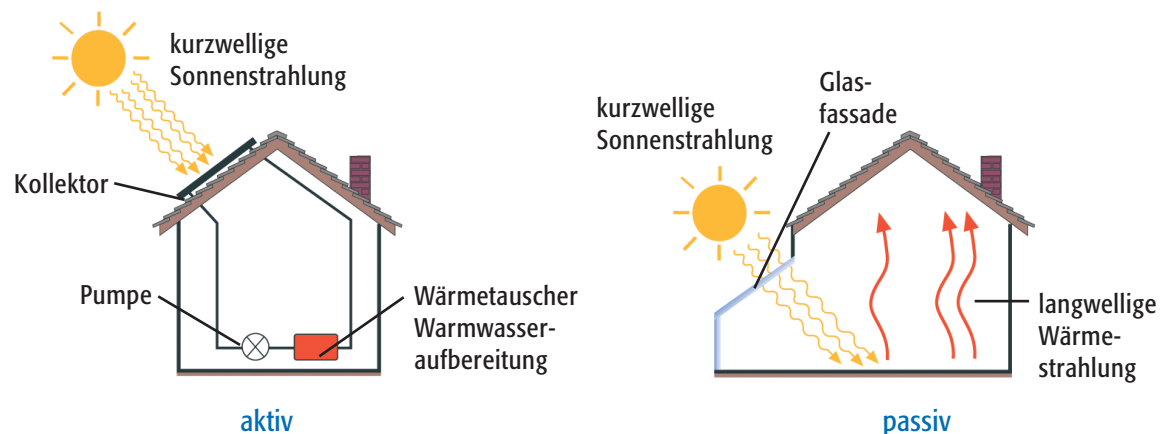 kurzwellige
Sonnenstrahlung
Kollektor
Pumpe
Wärmetauscher
Warmwasser-
aufbereitung
aktiv
Glas-
fassade
kurzwellige
Sonnenstrahlung
langwellige
Wärme-
strahlung
passiv